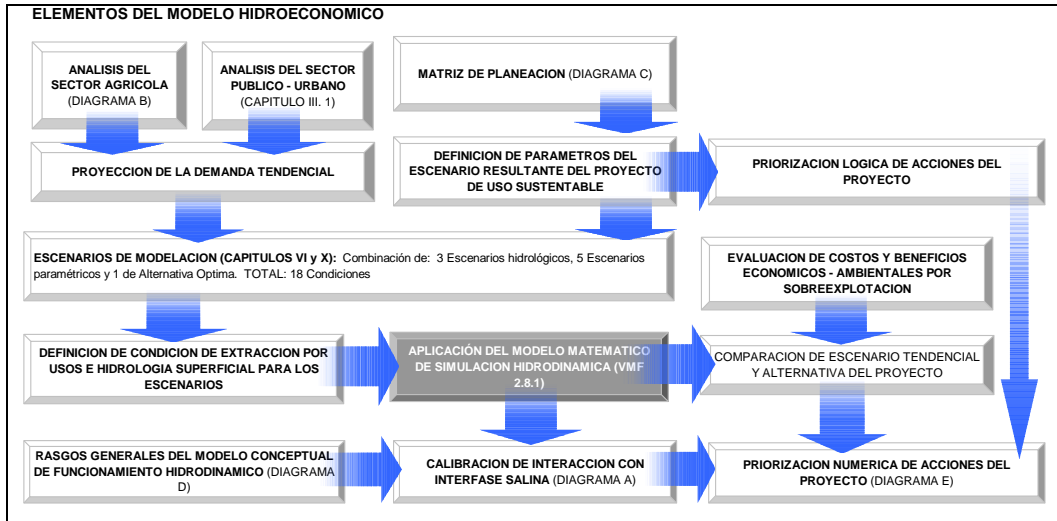 ELEMENTOS DEL MODELO HIDROECONOMICO
ANALISIS DEL
SECTOR AGRICOLA
(DIAGRAMA B)
ANALISIS DEL SECTOR
PUBLICO - URBANO
(CAPITULO III. 1)
MATRIZ DE PLANEACION (DIAGRAMA C)
PROYECCION DE LA DEMANDA TENDENCIAL
DEFINICION DE PARAMETROS DEL
ESCENARIO RESULTANTE DEL PROYECTO
DE USO SUSTENTABLE
PRIORIZACION LOGICA DE ACCIONES DEL
PROYECTO
ESCENARIOS DE MODELACION (CAPITULOS VI y X): Combinación de: 3 Escenarios hidrológicos, 5 Escenarios
paramétricos y 1 de Alternativa Optima. TOTAL: 18 Condiciones
EVALUACION DE COSTOS Y BENEFICIOS
ECONOMICOS - AMBIENTALES POR
SOBREEXPLOTACION
DEFINICION DE CONDICION DE EXTRACCION POR
USOS E HIDROLOGIA SUPERFICIAL PARA LOS
ESCENARIOS
APLICACIÓN DEL MODELO MATEMATICO
DE SIMULACION HIDRODINAMICA (VMF
2.8.1)
COMPARACION DE ESCENARIO TENDENCIAL
Y ALTERNATIVA DEL PROYECTO
RASGOS GENERALES DEL MODELO CONCEPTUAL
DE FUNCIONAMIENTO HIDRODINAMICO (DIAGRAMA
D)
CALIBRACION DE INTERACCION CON
INTERFASE SALINA (DIAGRAMA A)
PRIORIZACION NUMERICA DE ACCIONES DEL
PROYECTO (DIAGRAMA E)